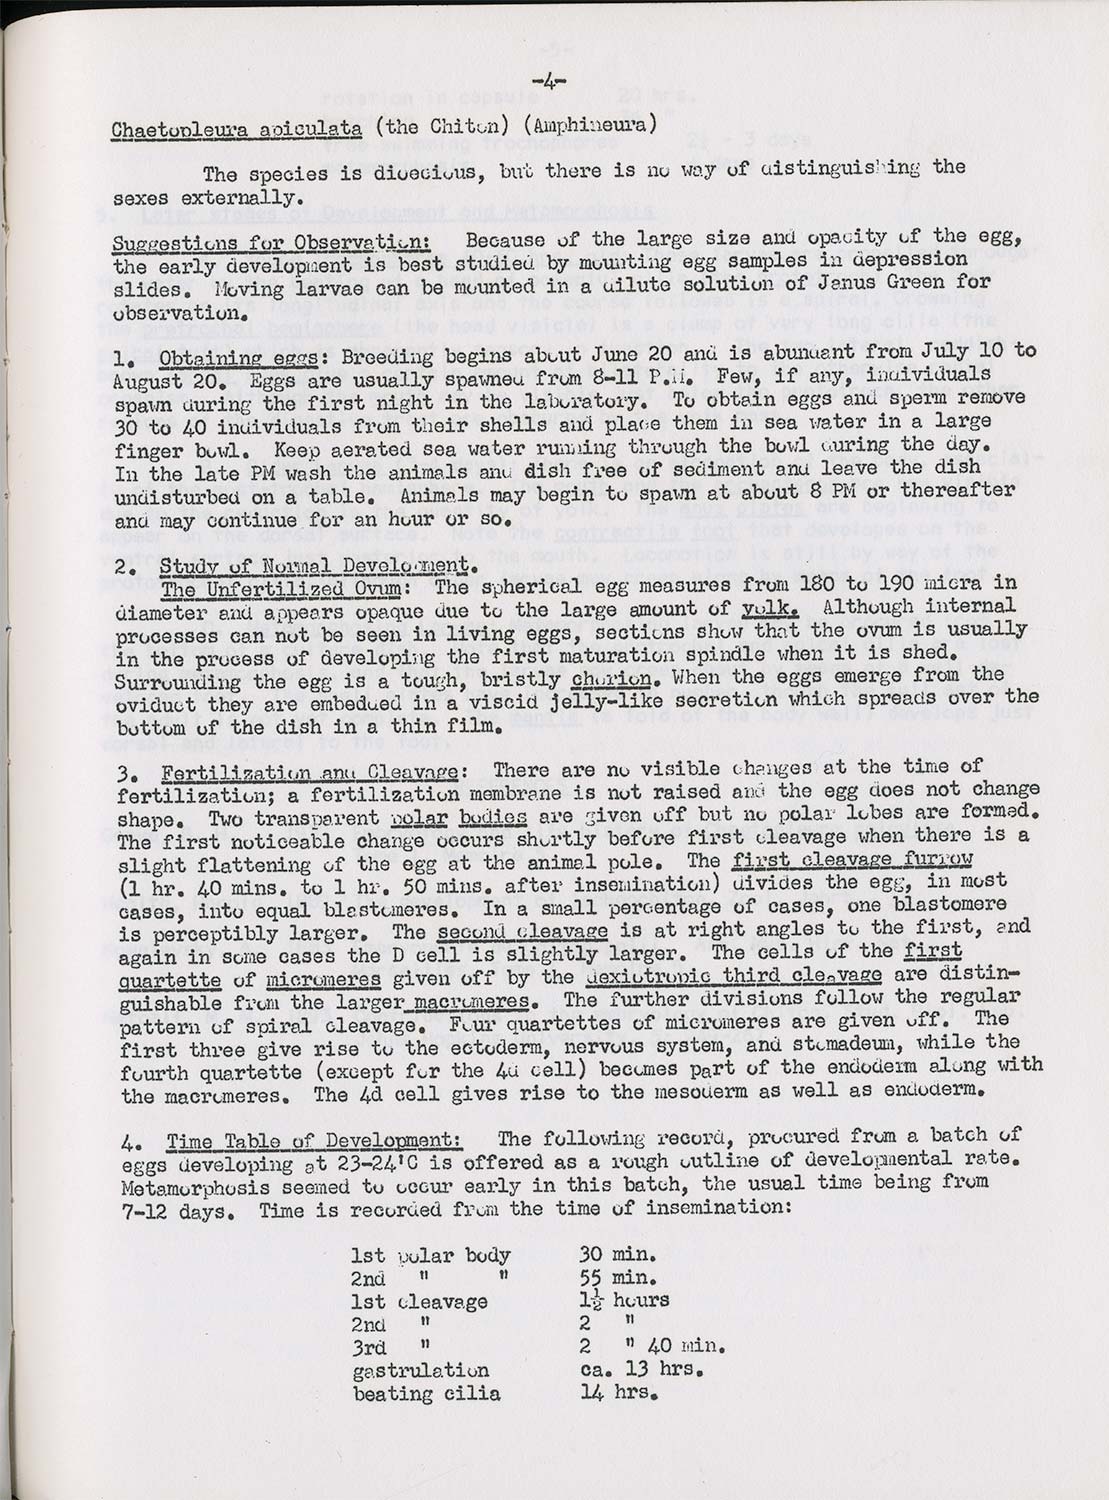 -4-
Chaetopleura apiculata (the Chiton) (Amphineura)
The species is dioecious, but there is no way of distinguishing the
sexes externally.
Suggestions for Observation: Because of the large size and opacity of the egg,
the early development is best studied by mounting egg samples in depression
slides. Moving larvae can be mounted in a dilute solution of Janus Green for
observation.
1. Obtaining eggs: Breeding begins about June 20 and is abundant from July 10 to
August 20. Eggs are usually spawned from 8-11 P.M. Few, if any, individuals
spawn during the first night in the laboratory. To obtain eggs and sperm remove
30 to 40 individuals from their shells and place them in sea water in a large
finger bowl. Keep aerated sea water running through the bowl during the day.
In the late PM wash the animals and dish free of sediment and leave the dish
undisturbed on a table. Animals may begin to spawn at about 8 PM or thereafter
and may continue for an hour or so.
2. Study of Normal Development.
The Unfertilized Ovum: The spherical egg measures from 180 to 190 micra in
diameter and appears opaque due to the large amount of yolk. Although internal
processes can not be seen in living eggs, sections show that the ovum is usually
in the process of developing the first maturation spindle when it is shed.
Surrounding the egg is a tough, bristly chorion. When the eggs emerge from the
oviduct they are embedded in a viscid jelly-like secretion which spreads over the
bottom of the dish in a thin film.
3. Fertilization and Cleavage: There are no visible changes at the time of
fertilization; a fertilization membrane is not raised and the egg does not change
shape. Two transparent polar bodies are given off but no polar lobes are formed.
The first noticeable change occurs shortly before first cleavage when there is a
slight flattening of the egg at the animal pole. The first cleavage furrow
(1 hr. 40 mins. to 1 hr. 50 mins. after insemination) divides the egg, in most
cases, into equal blastomeres. In a small percentage of cases, one blastomere
is perceptibly larger. The second cleavage is at right angles to the first, and
again in some cases the D cell is slightly larger. The cells of the first
quartette of micromeres given off by the dexiotropic third cleavage are distin-
guishable from the larger macromeres. The further divisions follow the regular
pattern of spiral cleavage. Four quartettes of micromeres are given off. The
first three give rise to the ectoderm, nervous system, and stomadeum, while the
fourth quartette (except for the 4d cell) becomes part of the endoderm along with
the macromeres. The 4d cell gives rise to the mesoderm as well as endoderm.
4. Time Table of Development: The following record, procured from a batch of
eggs developing at 23-24°C is offered as a rough outline of developmental rate.
Metamorphosis seemed to occur early in this batch, the usual time being from
7-12 days. Time is recorded from the time of insemination:
1st polar body 30 min.
2nd " " 55 min.
1st cleavage 1½ hours
2nd " 2 "
3rd " 2 " 40 min.
gastrulation ca. 13 hrs.
beating cilia 14 hrs.